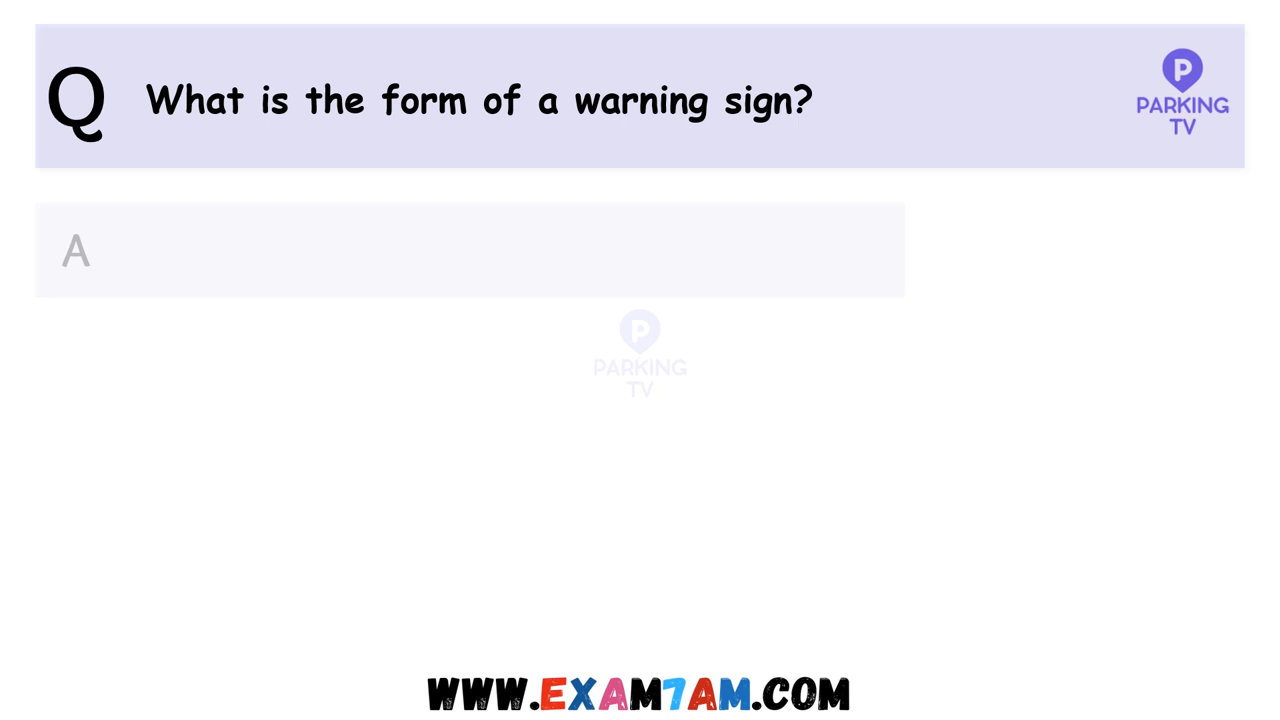 Q What is the form of a warning sign?
P
PARKING
TV
A
P
PARKING
TV
WWW.EXAM7AM.COM